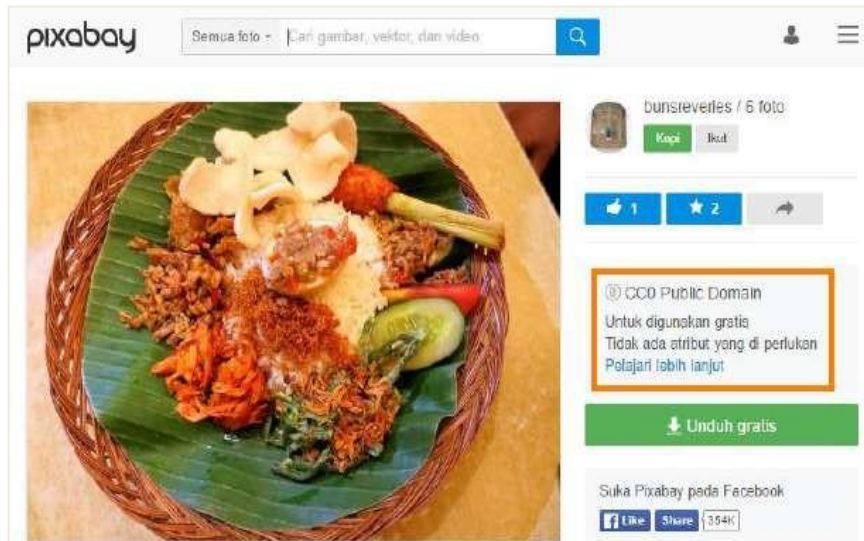 pixabay
Semua foto
Cari gambar, vektor, dan video
bunsreveries / 6 foto
Kopi
Ikut
1
2
CC0 Public Domain
Untuk digunakan gratis
Tidak ada atribut yang di perlukan
Pelajari lebih lanjut
Unduh gratis
Suka Pixabay pada Facebook
Like
Share
354K